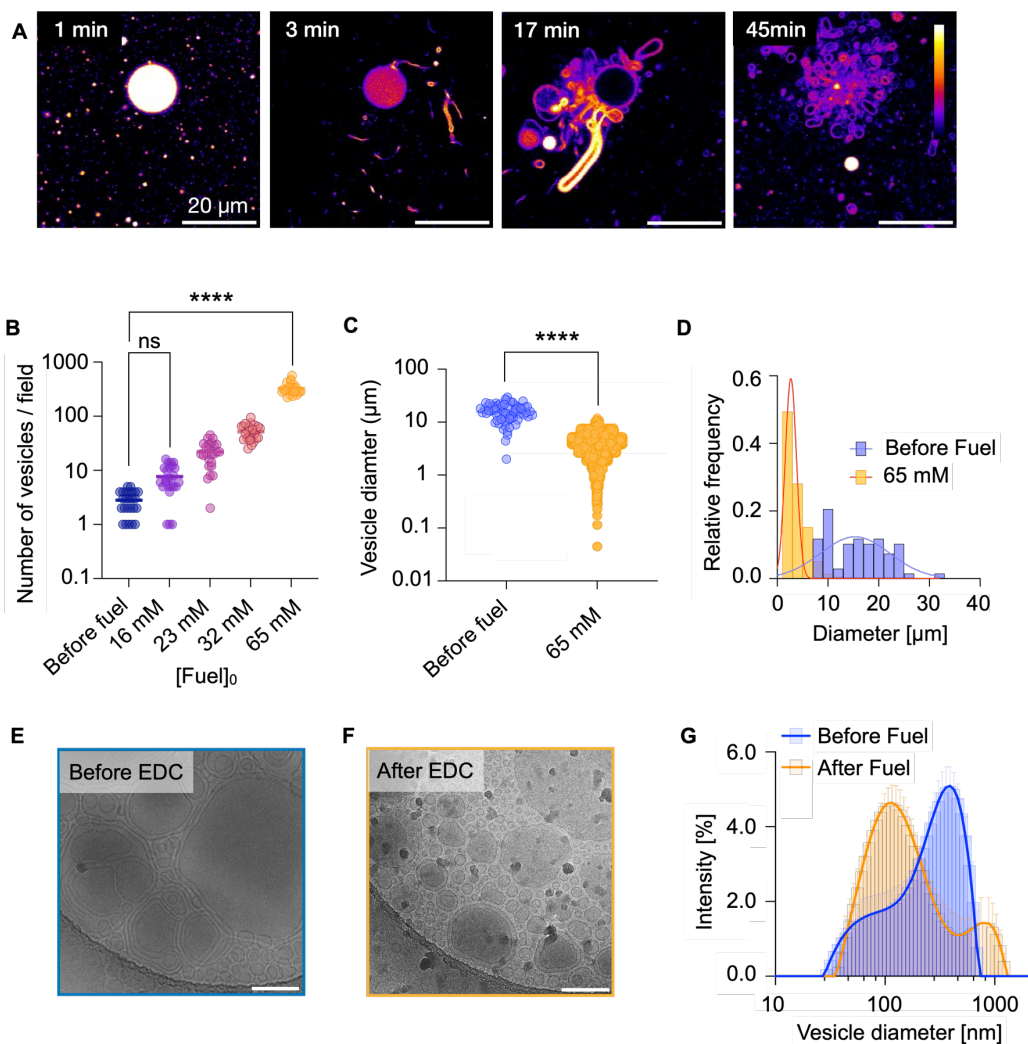 A
1 min
3 min
17 min
45min
20 μm
B
****
ns
1000
100
10
1
0.1
Number of vesicles / field
Before fuel
16 mM
23 mM
32 mM
65 mM
[Fuel]₀
C
****
100
10
1
0.1
0.01
Vesicle diamter (μm)
Before fuel
65 mM
D
0.6
0.4
0.2
0.0
Relative frequency
Before Fuel
65 mM
0
10
20
30
40
Diameter [μm]
E
Before EDC
F
After EDC
G
Before Fuel
After Fuel
6.0
4.0
2.0
0.0
Intensity [%]
10
100
1000
Vesicle diameter [nm]